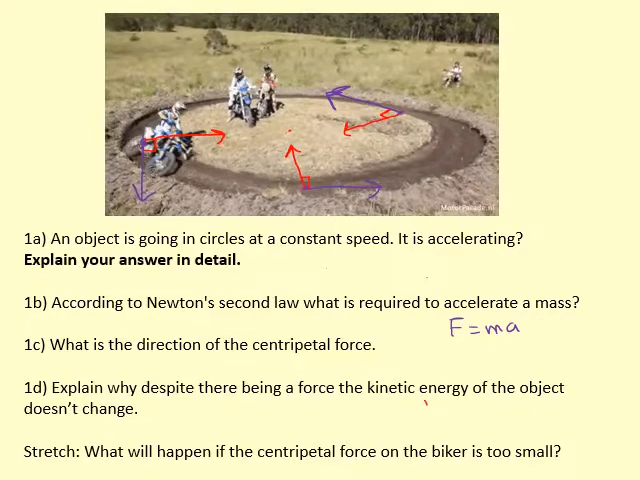 MotorParade.nl
1a) An object is going in circles at a constant speed. It is accelerating?
Explain your answer in detail.
1b) According to Newton's second law what is required to accelerate a mass?
F = ma
1c) What is the direction of the centripetal force.
1d) Explain why despite there being a force the kinetic energy of the object
doesn't change.
Stretch: What will happen if the centripetal force on the biker is too small?